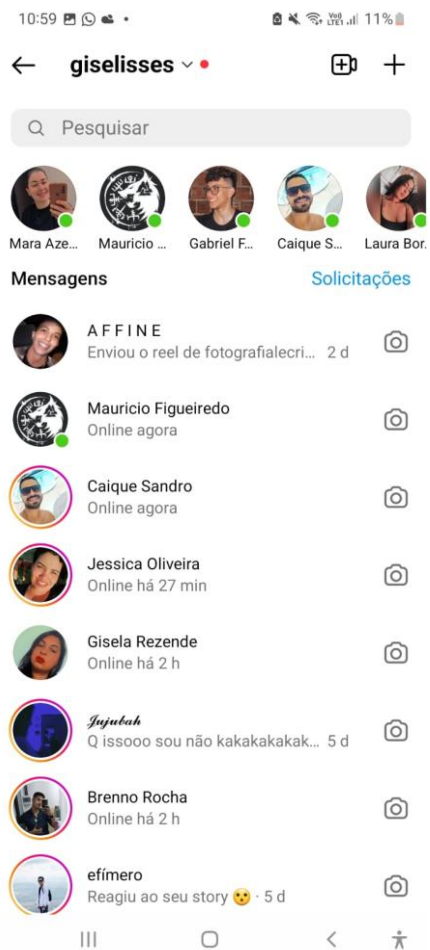 10:59
11%
giselisses
Pesquisar
Mara Aze... Mauricio ... Gabriel F... Caique S... Laura Bor.
Mensagens Solicitações
A F F I N E
Enviou o reel de fotografialecri... 2 d
Mauricio Figueiredo
Online agora
Caique Sandro
Online agora
Jessica Oliveira
Online há 27 min
Gisela Rezende
Online há 2 h
𝓙𝓾𝓳𝓾𝓫𝓪𝓱
Q issooo sou não kakakakakak... 5 d
Brenno Rocha
Online há 2 h
efímero
Reagiu ao seu story 😯 · 5 d